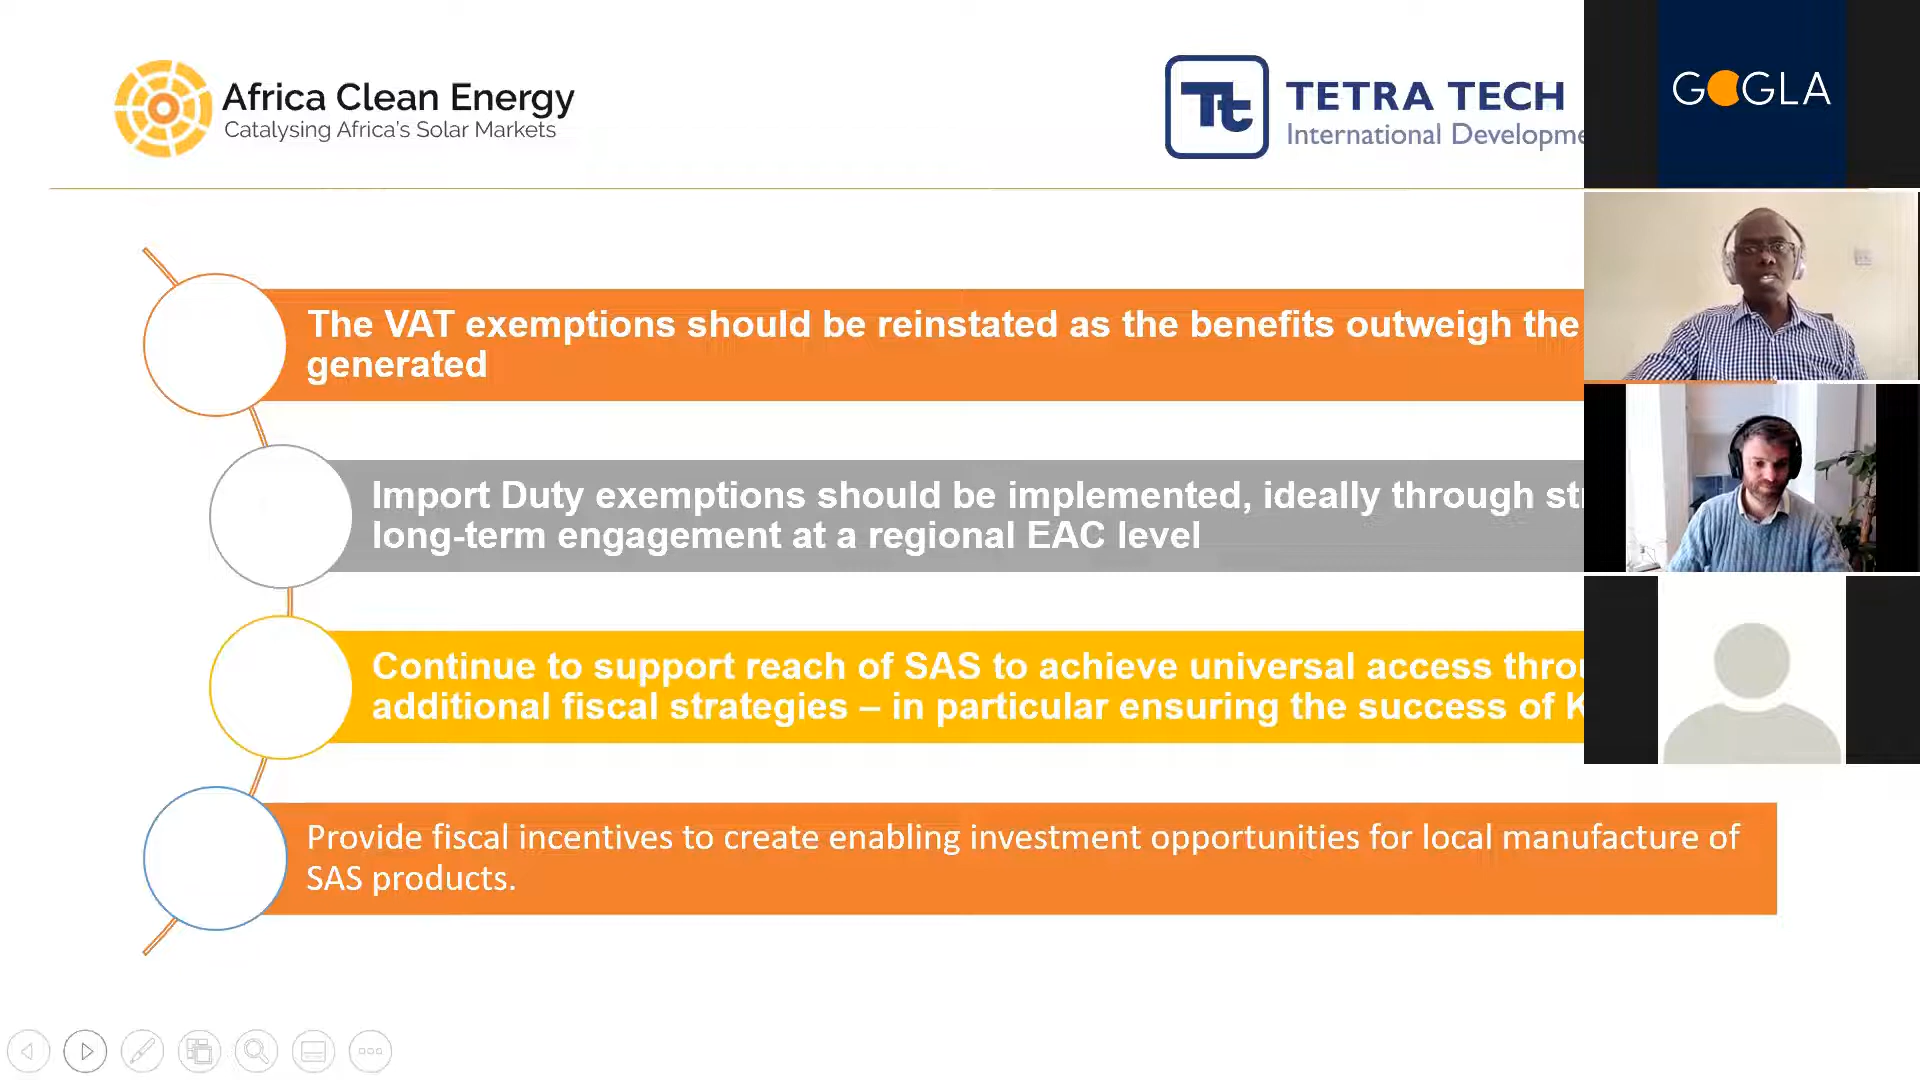 Africa Clean Energy
Catalysing Africa's Solar Markets
Tt
TETRA TECH
International Developme
GOGLA
The VAT exemptions should be reinstated as the benefits outweigh the
generated
Import Duty exemptions should be implemented, ideally through
long-term engagement at a regional EAC level
Continue to support reach of SAS to achieve universal access
additional fiscal strategies – in particular ensuring the success of
Provide fiscal incentives to create enabling investment opportunities for local manufacture of
SAS products.